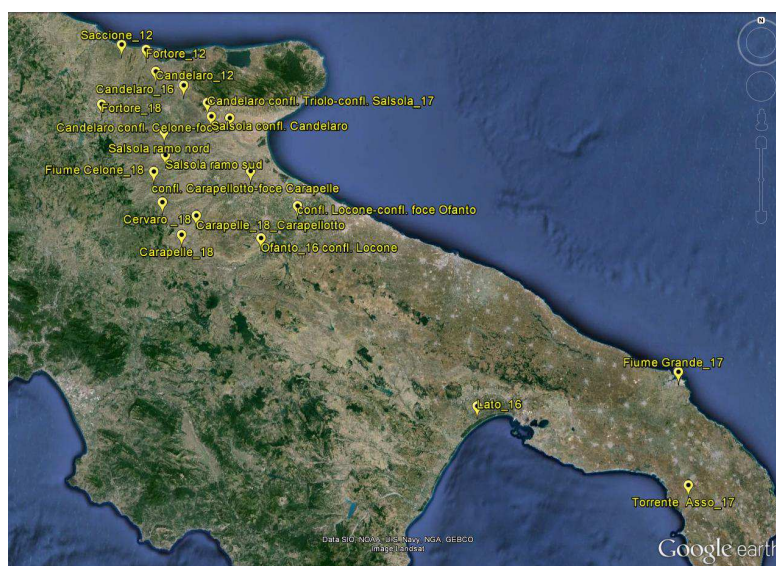 N
Saccione_12
Fortore_12
Candelaro_12
Candelaro_16
Candelaro confl. Triolo-confl. Salsola_17
Fortore_18
Candelaro confl. Celone-foc
Salsola confl. Candelaro
Salsola ramo nord
Salsola ramo sud
Fiume Celone_18
confl. Carapellotto-foce Carapelle
confl. Locone-confl. foce Ofanto
Cervaro_18
Carapelle_18_Carapellotto
Carapelle_18
Ofanto_16 confl. Locone
Fiume Grande_17
Lato_16
Torrente_Asso_17
Data SIO, NOAA, U.S. Navy, NGA, GEBCO
Image Landsat
Google earth